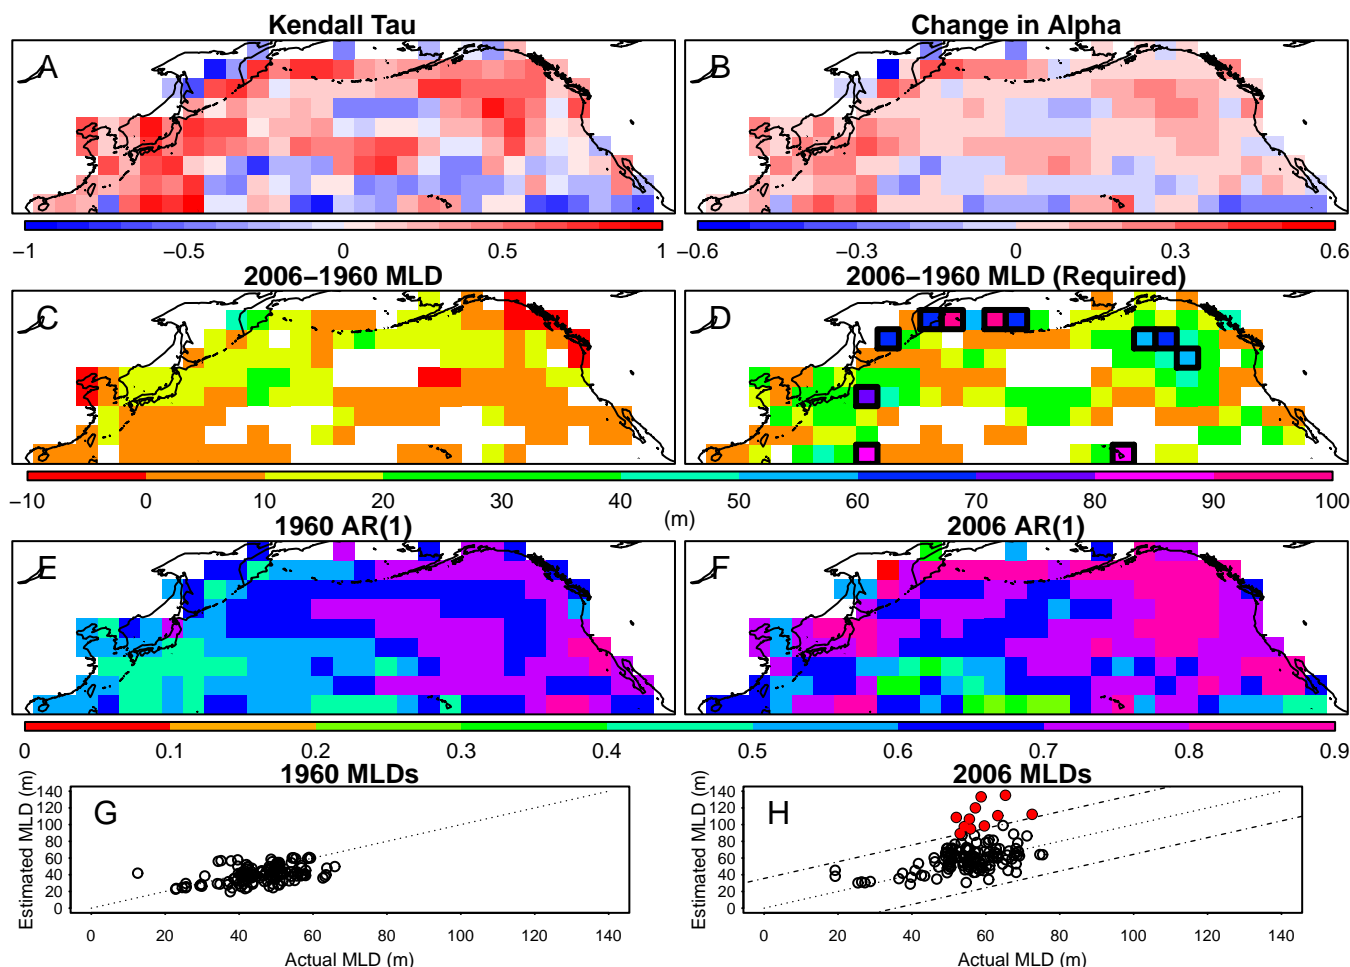 Kendall Tau
Change in Alpha
A
B
−1 −0.5 0 0.5 1
−0.6 −0.3 0 0.3 0.6
2006−1960 MLD
2006−1960 MLD (Required)
C
D
−10 0 10 20 30 40 50 60 70 80 90 100
(m)
1960 AR(1)
2006 AR(1)
E
F
0 0.1 0.2 0.3 0.4 0.5 0.6 0.7 0.8 0.9
1960 MLDs
2006 MLDs
G
H
Estimated MLD (m)
0 20 40 60 80 100 140
0 20 40 60 80 100 120 140
Actual MLD (m)
Estimated MLD (m)
0 20 40 60 80 100 140
0 20 40 60 80 100 120 140
Actual MLD (m)